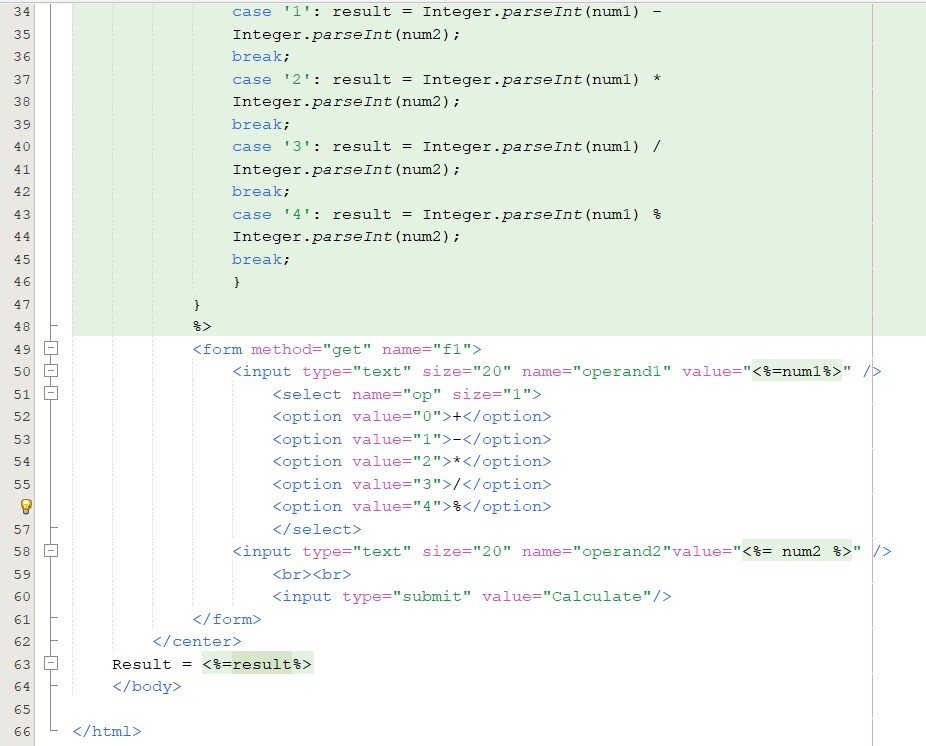 34 case '1': result = Integer.parseInt(num1) -
35 Integer.parseInt(num2);
36 break;
37 case '2': result = Integer.parseInt(num1) *
38 Integer.parseInt(num2);
39 break;
40 case '3': result = Integer.parseInt(num1) /
41 Integer.parseInt(num2);
42 break;
43 case '4': result = Integer.parseInt(num1) %
44 Integer.parseInt(num2);
45 break;
46 }
47 }
48 %>
49 <form method="get" name="f1">
50 <input type="text" size="20" name="operand1" value="<%=num1%>" />
51 <select name="op" size="1">
52 <option value="0">+</option>
53 <option value="1">-</option>
54 <option value="2">*</option>
55 <option value="3">/</option>
<option value="4">%</option>
57 </select>
58 <input type="text" size="20" name="operand2"value="<%= num2 %>" />
59 <br><br>
60 <input type="submit" value="Calculate"/>
61 </form>
62 </center>
63 Result = <%=result%>
64 </body>
65
66 </html>